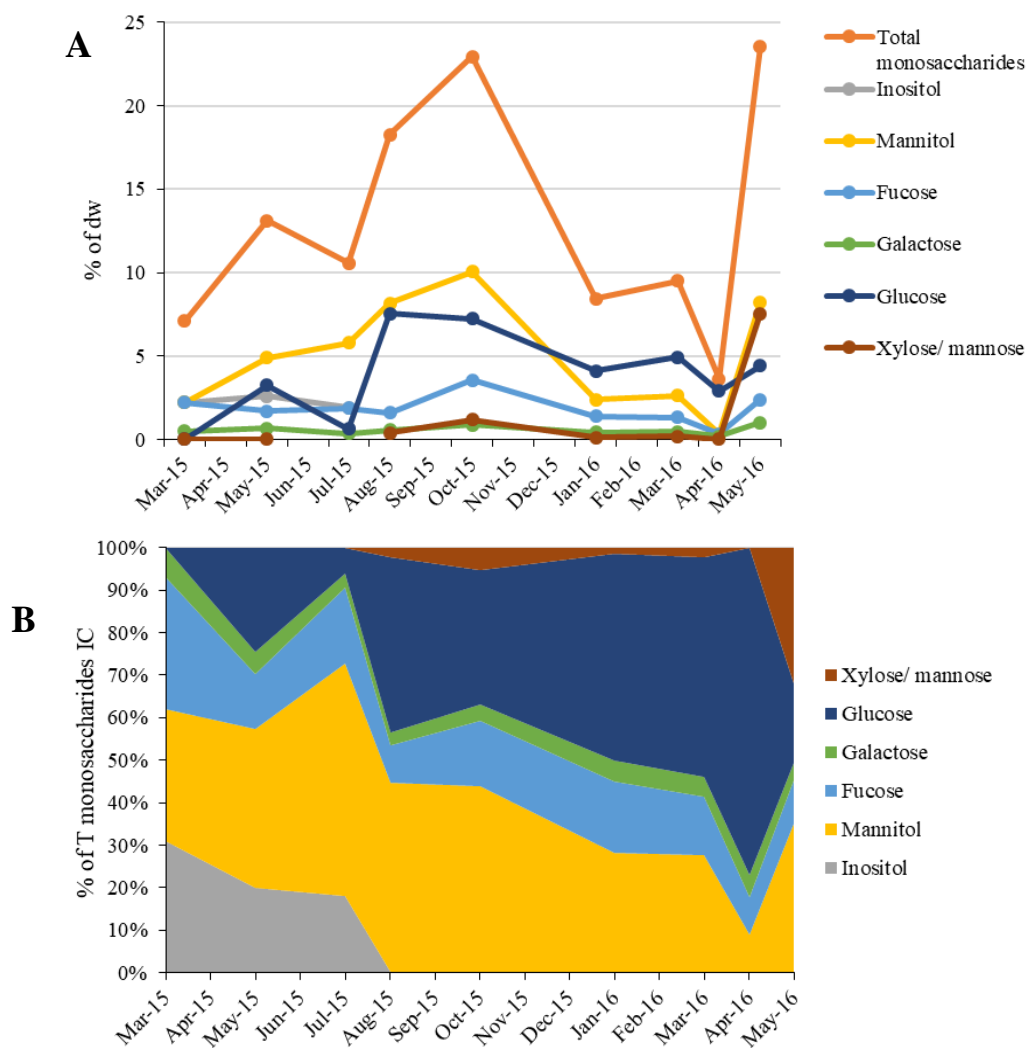 A
25
20
15
10
5
0
% of dw
Mar-15
Apr-15
May-15
Jun-15
Jul-15
Aug-15
Sep-15
Oct-15
Nov-15
Dec-15
Jan-16
Feb-16
Mar-16
Apr-16
May-16
Total
monosaccharides
Inositol
Mannitol
Fucose
Galactose
Glucose
Xylose/ mannose
B
100%
90%
80%
70%
60%
50%
40%
30%
20%
10%
0%
% of T monosaccharides IC
Mar-15
Apr-15
May-15
Jun-15
Jul-15
Aug-15
Sep-15
Oct-15
Nov-15
Dec-15
Jan-16
Feb-16
Mar-16
Apr-16
May-16
Xylose/ mannose
Glucose
Galactose
Fucose
Mannitol
Inositol